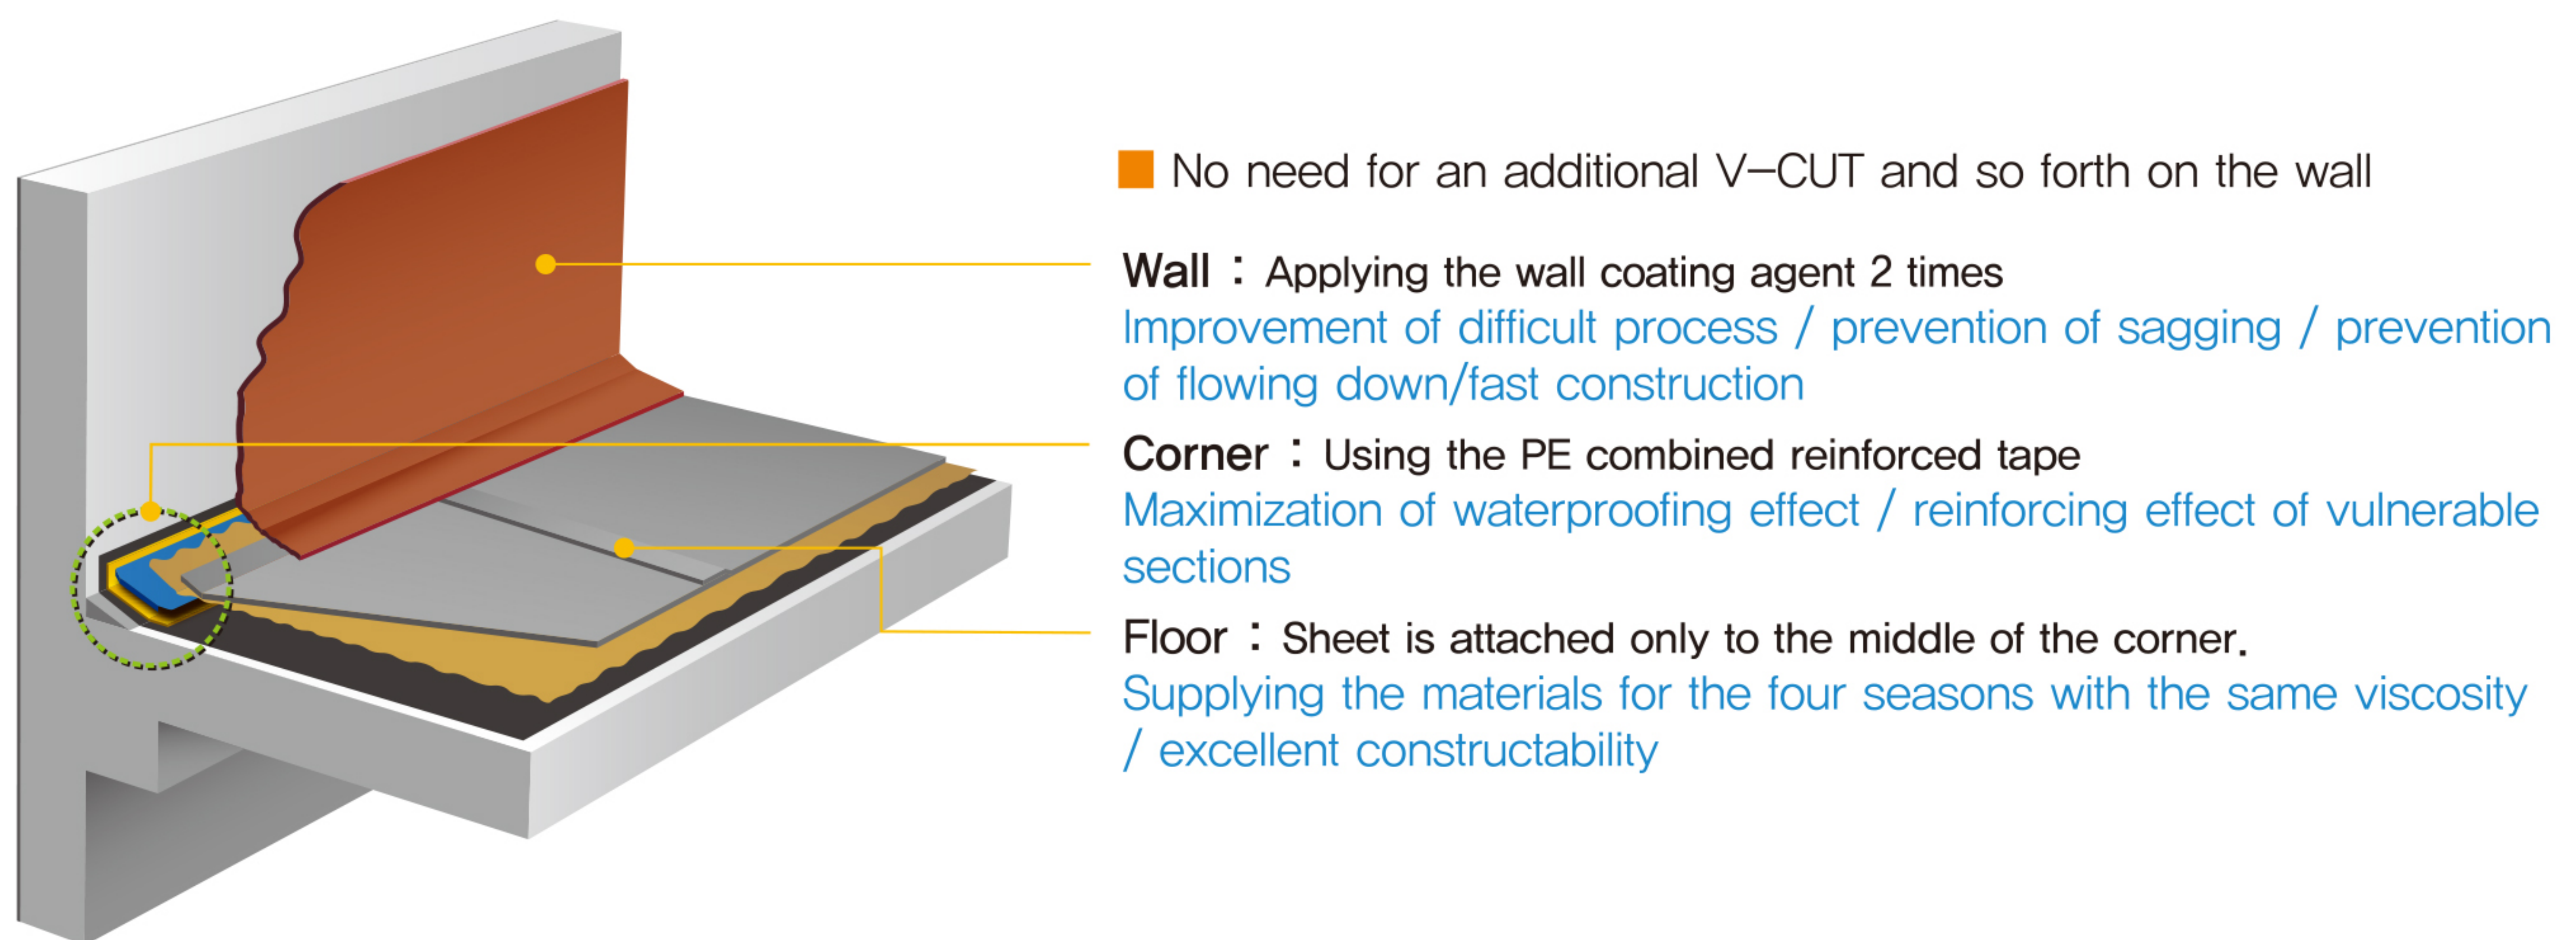 No need for an additional V-CUT and so forth on the wall
Wall : Applying the wall coating agent 2 times
Improvement of difficult process / prevention of sagging / prevention
of flowing down/fast construction
Corner : Using the PE combined reinforced tape
Maximization of waterproofing effect / reinforcing effect of vulnerable
sections
Floor : Sheet is attached only to the middle of the corner.
Supplying the materials for the four seasons with the same viscosity
/ excellent constructability